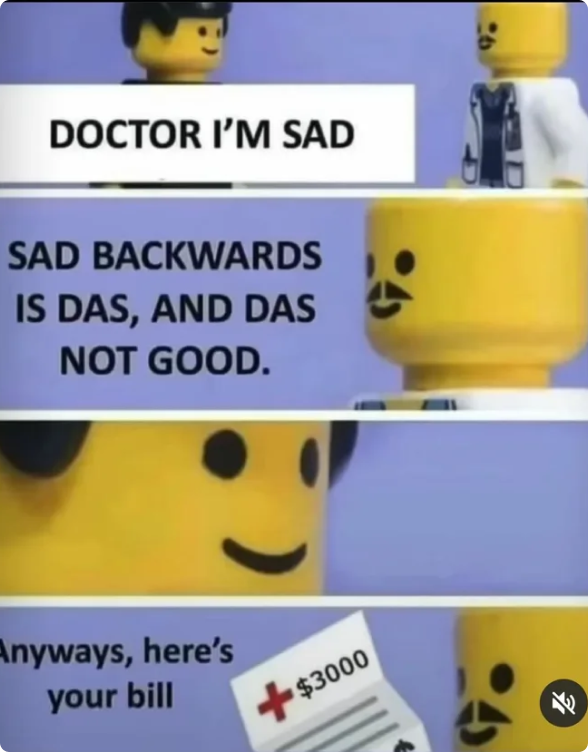 DOCTOR I'M SAD
SAD BACKWARDS
IS DAS, AND DAS
NOT GOOD.
Anyways, here's
your bill
$3000
$